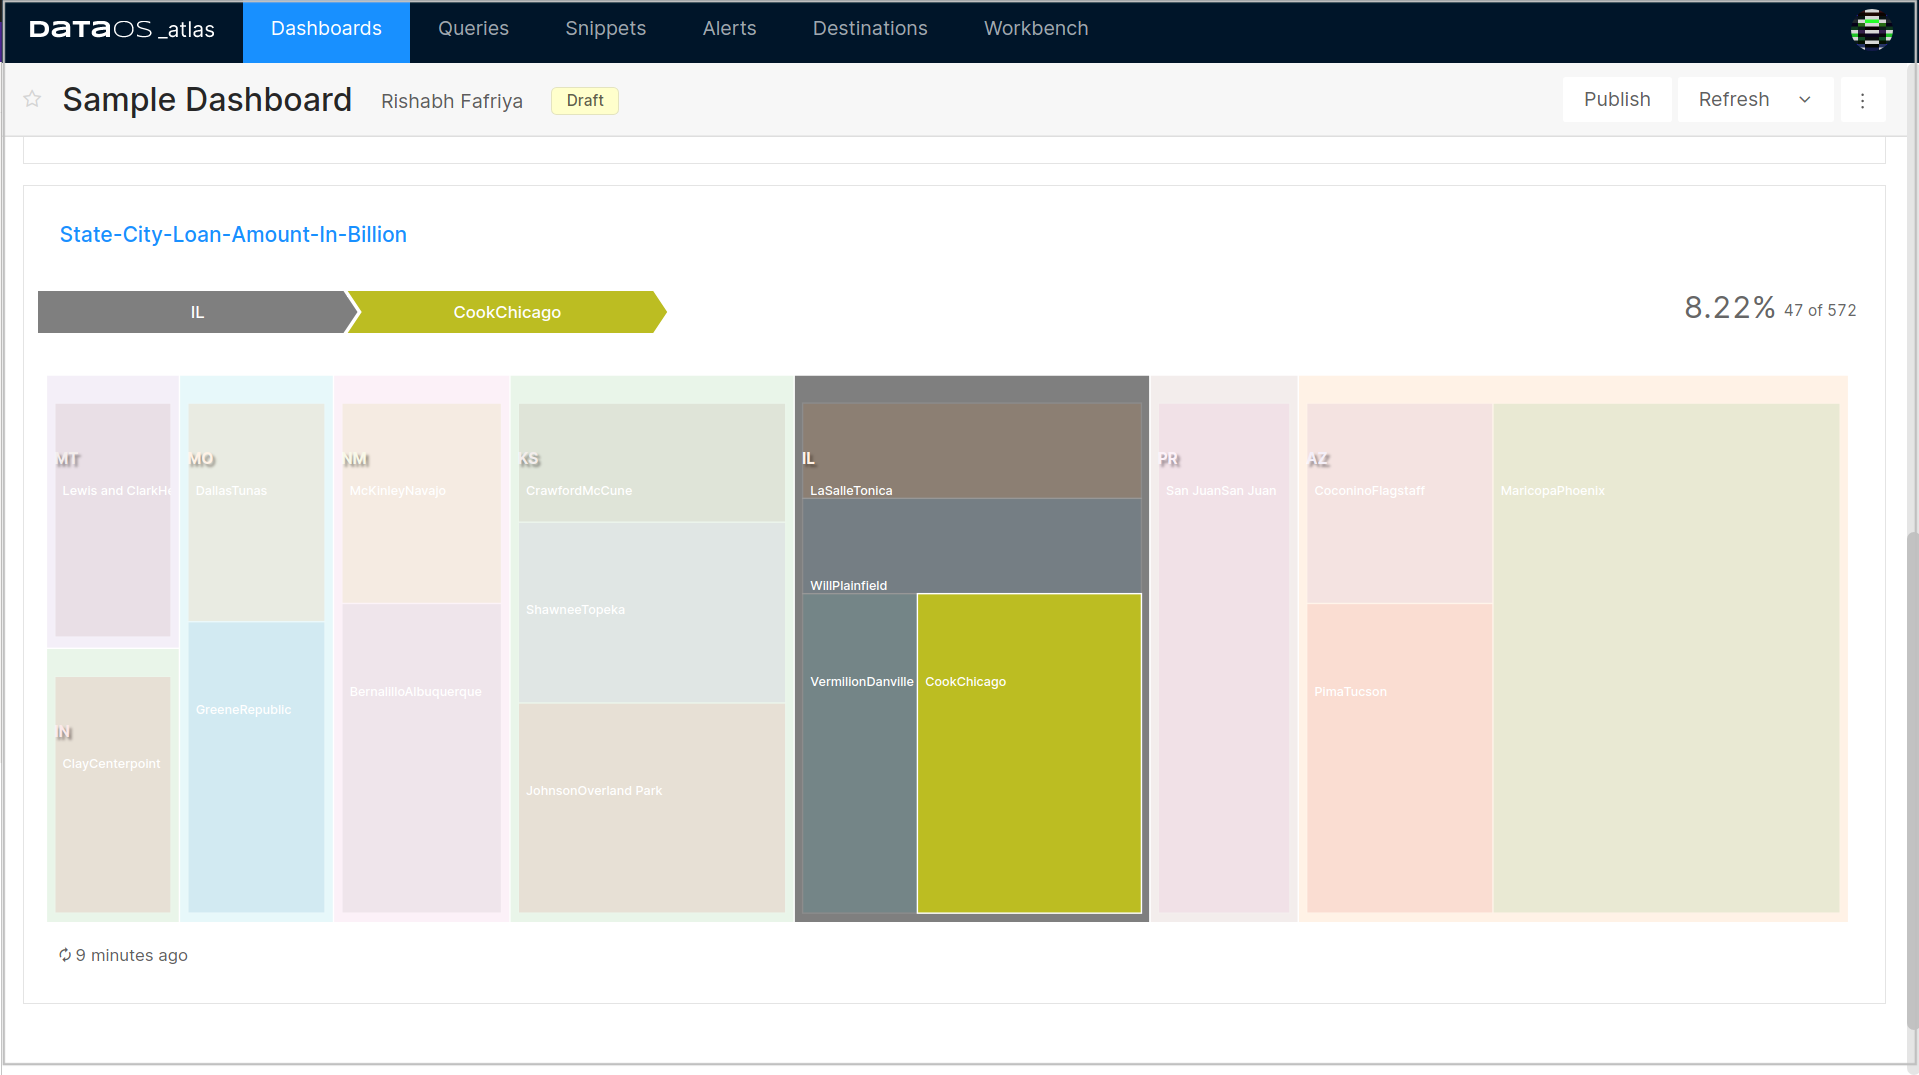 DATAOS_atlas Dashboards Queries Snippets Alerts Destinations Workbench
Sample Dashboard Rishabh Fafriya Draft Publish Refresh
State-City-Loan-Amount-In-Billion
IL CookChicago 8.22% 47 of 572
MT MO NM KS IL PR AZ
Lewis and ClarkHe DallasTunas McKinleyNavajo CrawfordMcCune LaSalleTonica San JuanSan Juan CoconinoFlagstaff MaricopaPhoenix
WillPlainfield
ShawneeTopeka
VermilionDanville CookChicago
BernalilloAlbuquerque PimaTucson
GreeneRepublic
IN
ClayCenterpoint
JohnsonOverland Park
9 minutes ago